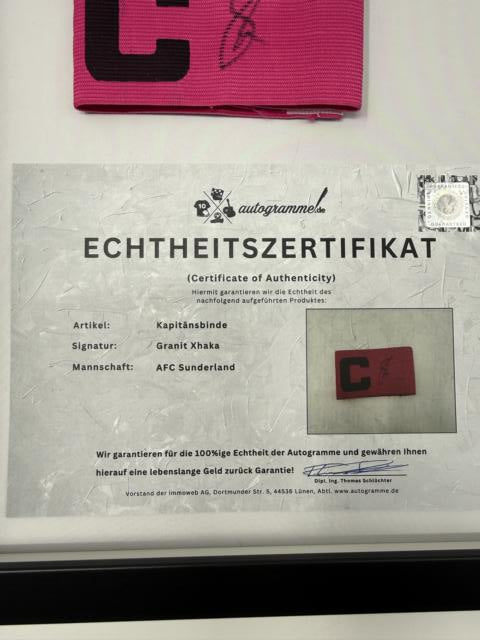 C
10
autogramme.de
ECHTHEITSZERTIFIKAT
(Certificate of Authenticity)
Hiermit garantieren wir die Echtheit des
nachfolgend aufgeführten Produktes:
Artikel: Kapitänsbinde
Signatur: Granit Xhaka
Mannschaft: AFC Sunderland
C
Wir garantieren für die 100%ige Echtheit der Autogramme und gewähren Ihnen
hierauf eine lebenslange Geld zurück Garantie!
Dipl. Ing. Thomas Schlüchter
Vorstand der immoweb AG, Dortmunder Str. 5, 44536 Lünen, Abtl. www.autogramme.de